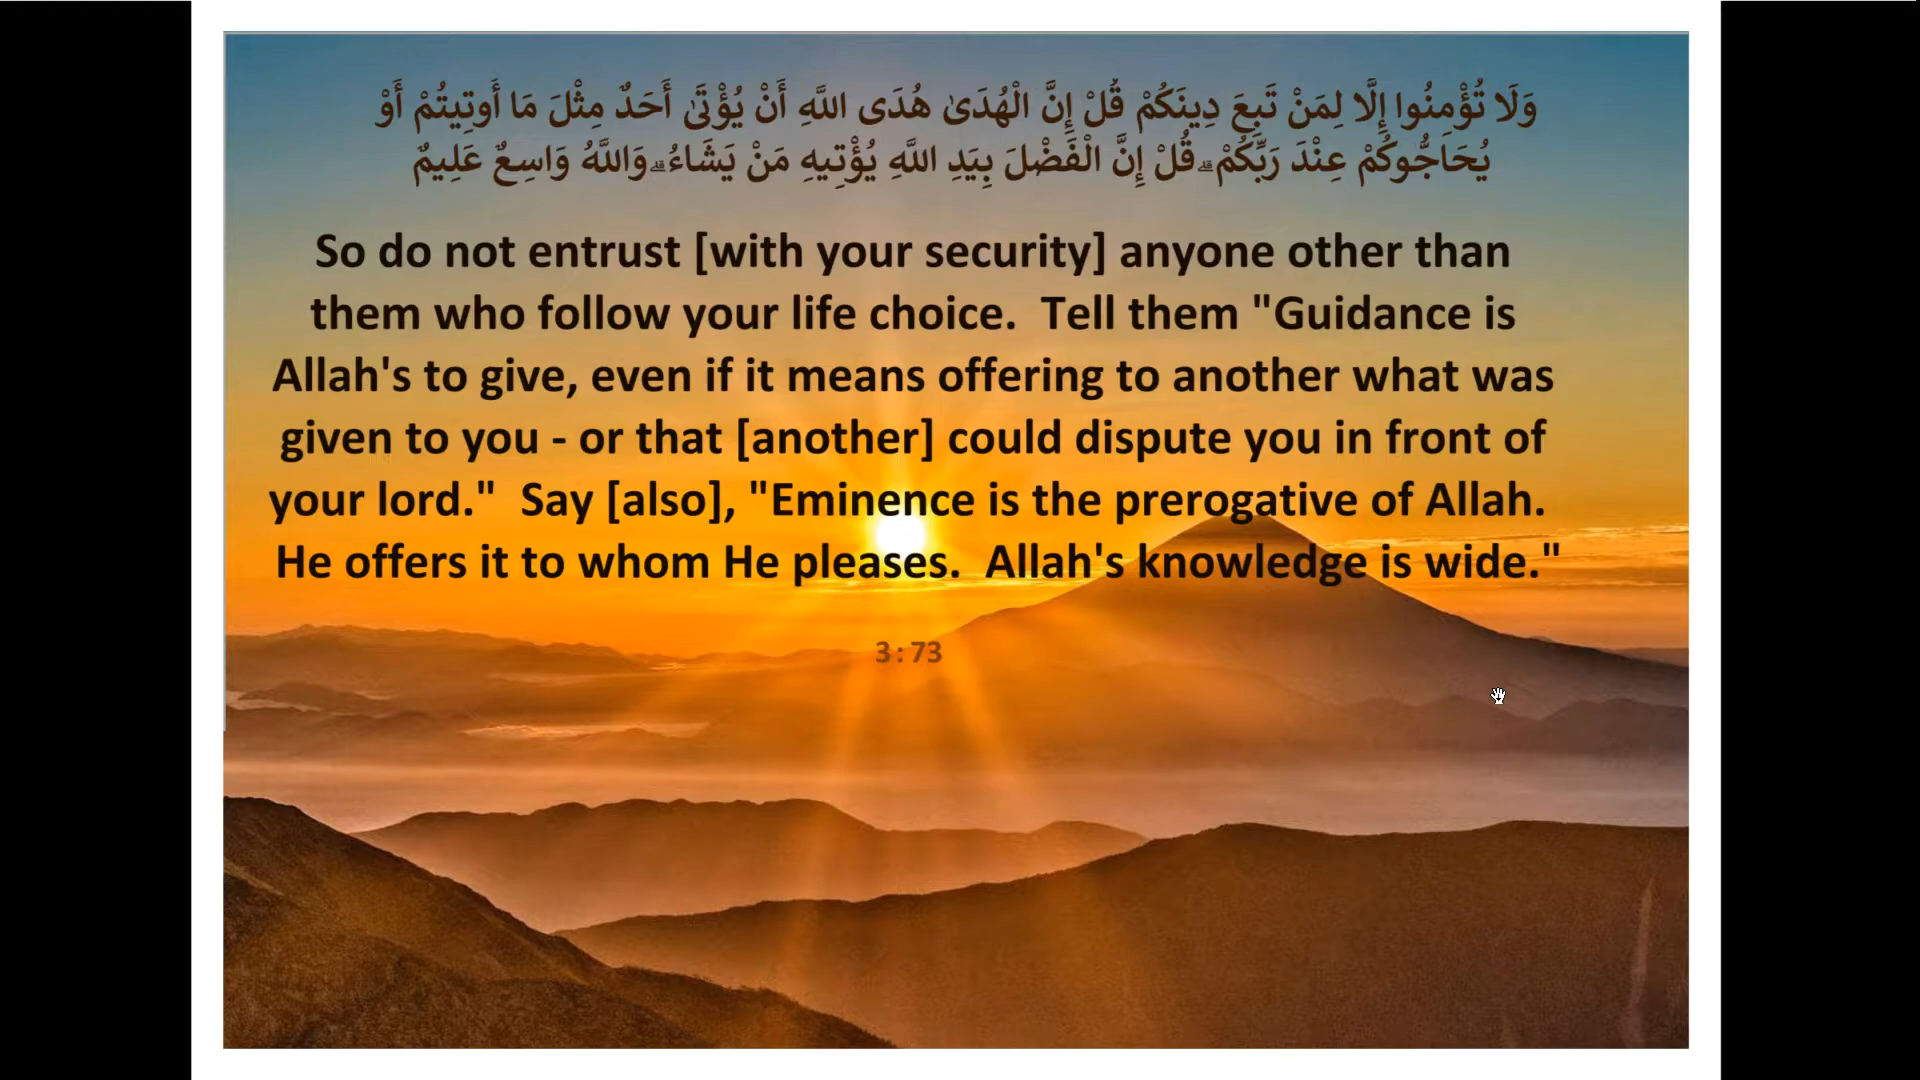 وَلَا تُؤْمِنُوا إِلَّا لِمَنْ تَبِعَ دِينَكُمْ قُلْ إِنَّ الْهُدَىٰ هُدَى اللَّهِ أَنْ يُؤْتَىٰ أَحَدٌ مِثْلَ مَا أُوتِيتُمْ أَوْ
يُحَاجُّوكُمْ عِنْدَ رَبِّكُمْ ۗ قُلْ إِنَّ الْفَضْلَ بِيَدِ اللَّهِ يُؤْتِيهِ مَنْ يَشَاءُ ۗ وَاللَّهُ وَاسِعٌ عَلِيمٌ
So do not entrust [with your security] anyone other than
them who follow your life choice.  Tell them "Guidance is
Allah's to give, even if it means offering to another what was
given to you - or that [another] could dispute you in front of
your lord."  Say [also], "Eminence is the prerogative of Allah.
He offers it to whom He pleases.  Allah's knowledge is wide."
3:73